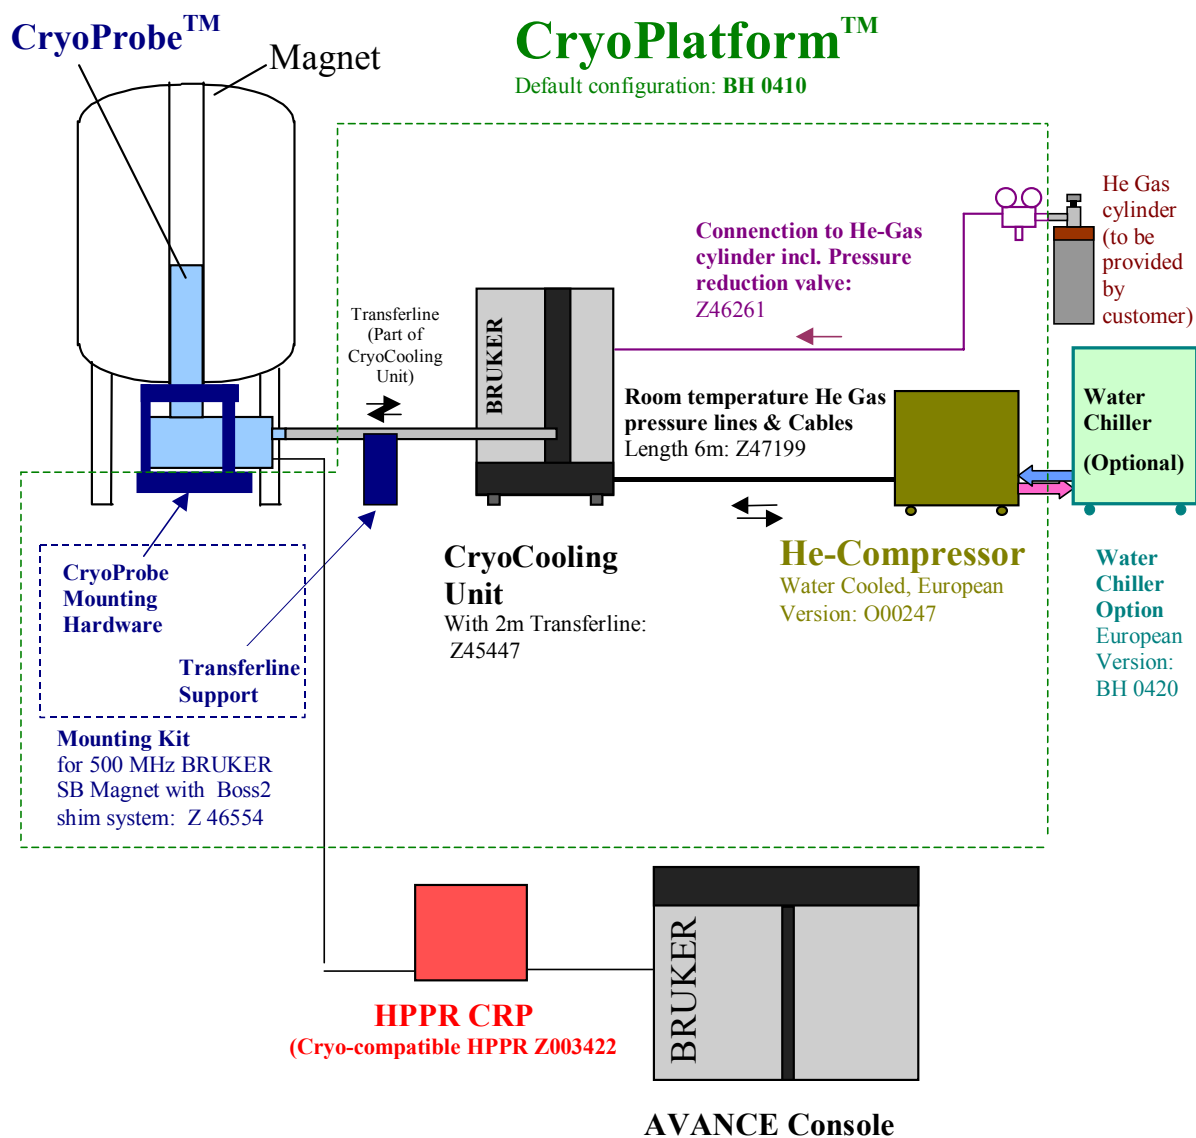 CryoProbe™
Magnet
CryoPlatform™
Default configuration: BH 0410
He Gas
cylinder
(to be
provided
by
customer)
Connenction to He-Gas
cylinder incl. Pressure
reduction valve:
Z46261
Transferline
(Part of
CryoCooling
Unit)
BRUKER
Room temperature He Gas
pressure lines & Cables
Length 6m: Z47199
Water
Chiller
(Optional)
CryoCooling
Unit
With 2m Transferline:
Z45447
He-Compressor
Water Cooled, European
Version: O00247
Water
Chiller
Option
European
Version:
BH 0420
CryoProbe
Mounting
Hardware
Transferline
Support
Mounting Kit
for 500 MHz BRUKER
SB Magnet with Boss2
shim system: Z 46554
HPPR CRP
(Cryo-compatible HPPR Z003422
BRUKER
AVANCE Console